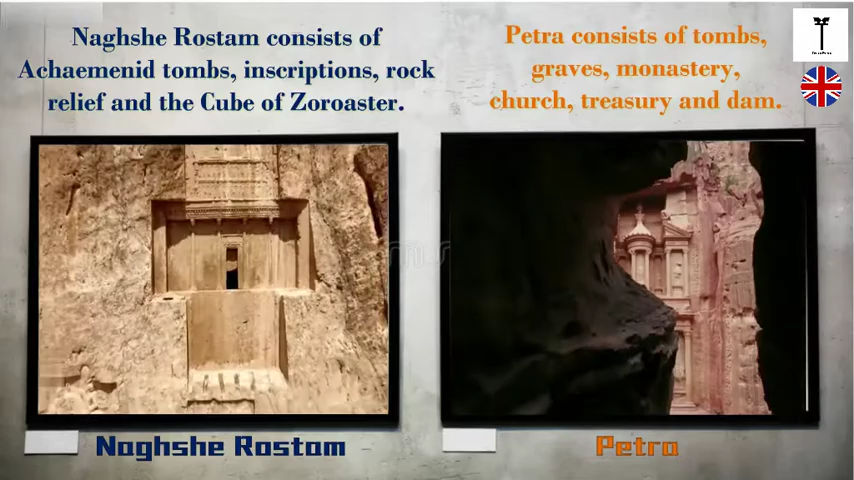 Naghshe Rostam consists of
Achaemenid tombs, inscriptions, rock
relief and the Cube of Zoroaster.
Petra consists of tombs,
graves, monastery,
church, treasury and dam.
Naghshe Rostam
Petra